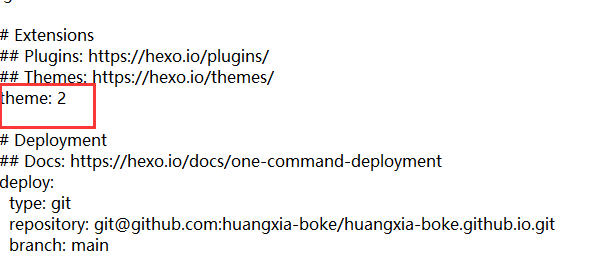 # Extensions
## Plugins: https://hexo.io/plugins/
## Themes: https://hexo.io/themes/
theme: 2
# Deployment
## Docs: https://hexo.io/docs/one-command-deployment
deploy:
  type: git
  repository: git@github.com:huangxia-boke/huangxia-boke.github.io.git
  branch: main